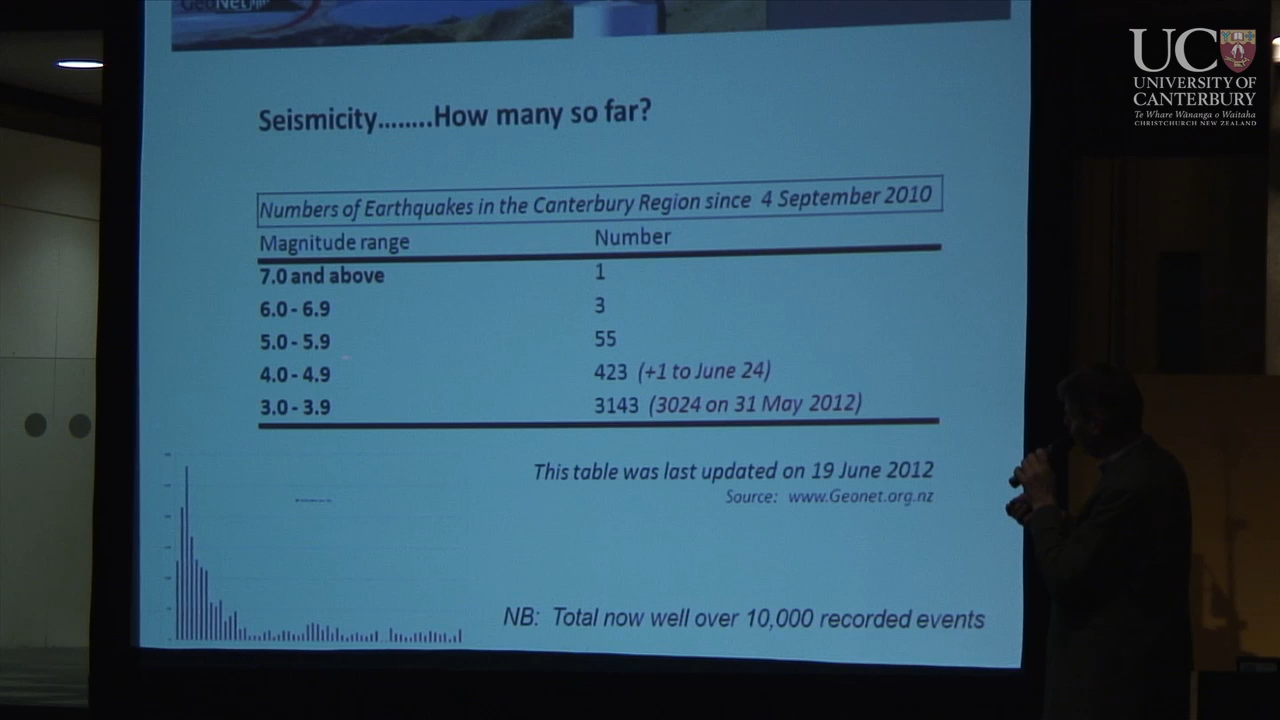 GeoNet
UC
UNIVERSITY OF
CANTERBURY
Te Whare Wānanga o Waitaha
CHRISTCHURCH NEW ZEALAND
Seismicity........How many so far?
Numbers of Earthquakes in the Canterbury Region since 4 September 2010
Magnitude range Number
7.0 and above 1
6.0 - 6.9 3
5.0 - 5.9 55
4.0 - 4.9 423 (+1 to June 24)
3.0 - 3.9 3143 (3024 on 31 May 2012)
This table was last updated on 19 June 2012
Source: www.Geonet.org.nz
NB: Total now well over 10,000 recorded events